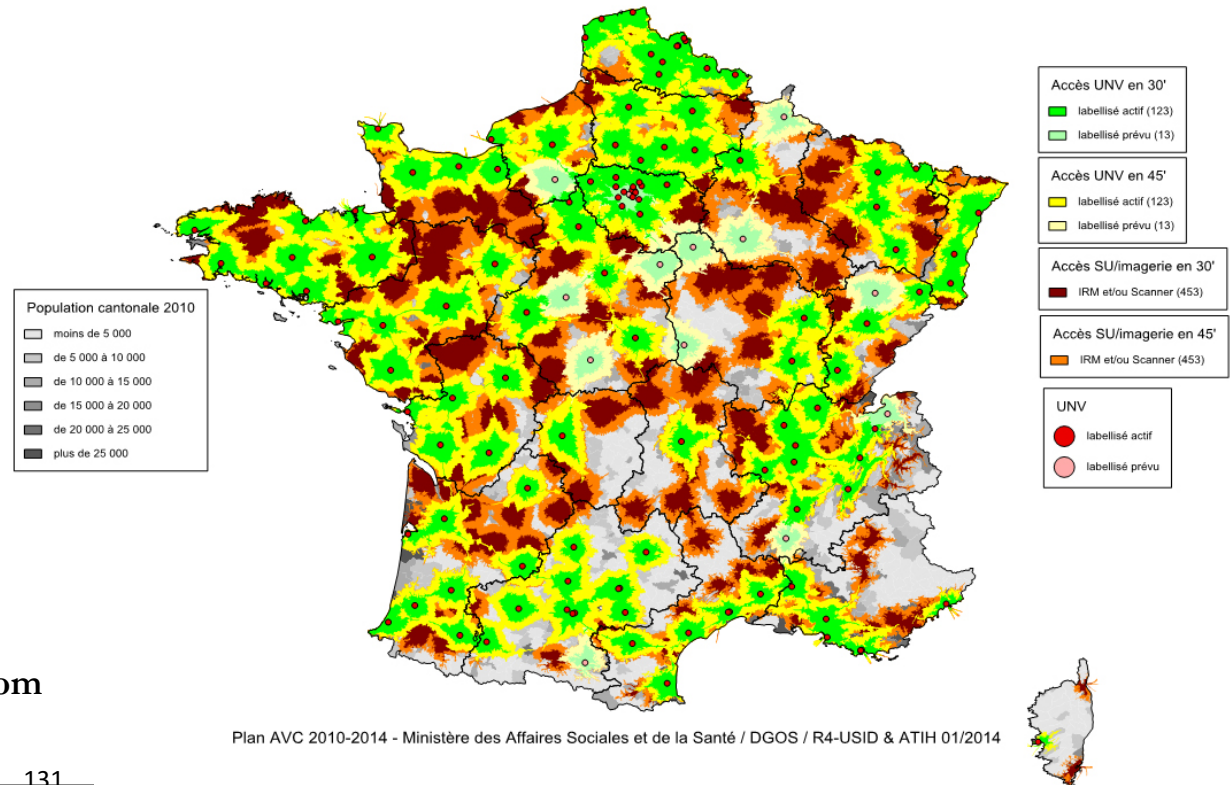 Accès UNV en 30'
labellisé actif (123)
labellisé prévu (13)
Accès UNV en 45'
labellisé actif (123)
labellisé prévu (13)
Accès SU/imagerie en 30'
IRM et/ou Scanner (453)
Accès SU/imagerie en 45'
IRM et/ou Scanner (453)
UNV
labellisé actif
labellisé prévu
Population cantonale 2010
moins de 5 000
de 5 000 à 10 000
de 10 000 à 15 000
de 15 000 à 20 000
de 20 000 à 25 000
plus de 25 000
om
Plan AVC 2010-2014 - Ministère des Affaires Sociales et de la Santé / DGOS / R4-USID & ATIH 01/2014
131